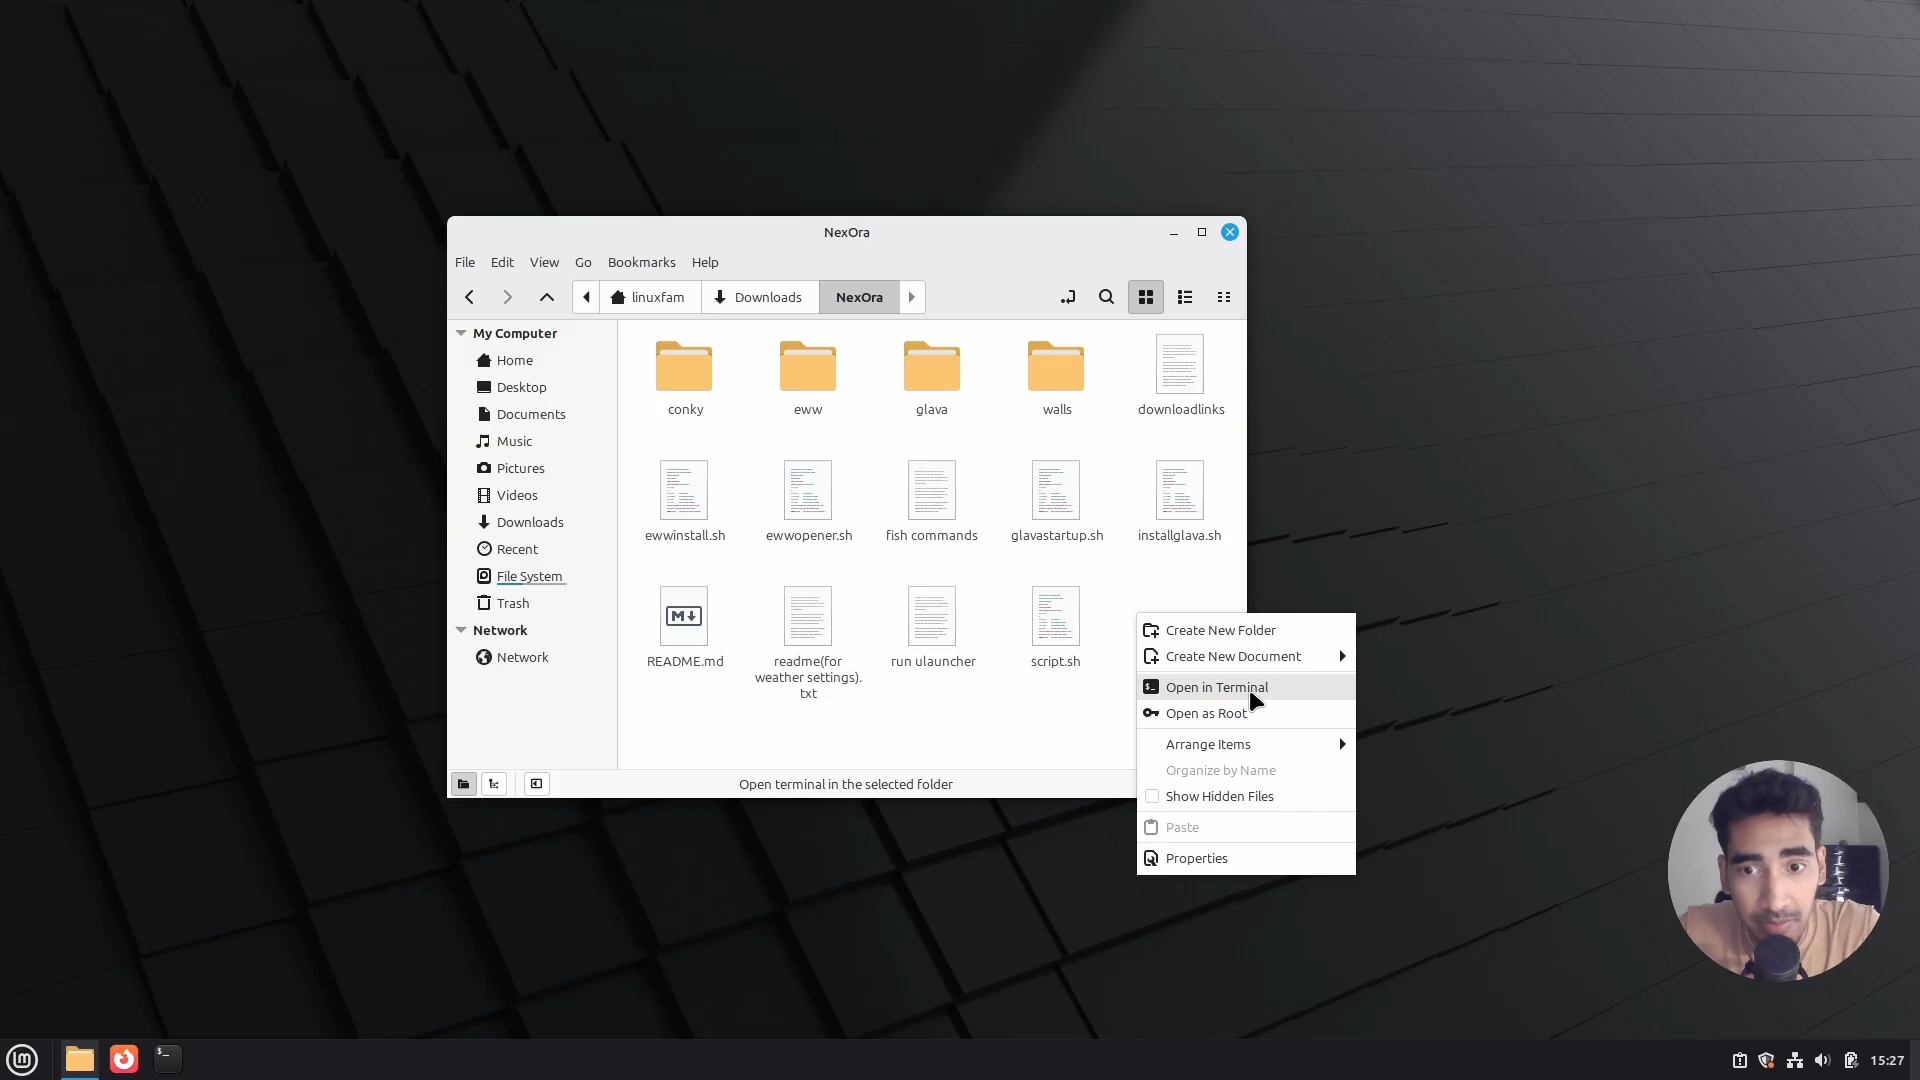 NexOra
File Edit View Go Bookmarks Help
linuxfam Downloads NexOra
My Computer
Home
Desktop
Documents
Music
Pictures
Videos
Downloads
Recent
File System
Trash
Network
Network
conky eww glava walls downloadlinks
ewwinstall.sh ewwopener.sh fish commands glavastartup.sh installglava.sh
README.md readme(for run ulauncher script.sh
weather settings).
txt
Create New Folder
Create New Document
Open in Terminal
Open as Root
Arrange Items
Organize by Name
Show Hidden Files
Paste
Properties
Open terminal in the selected folder
15:27